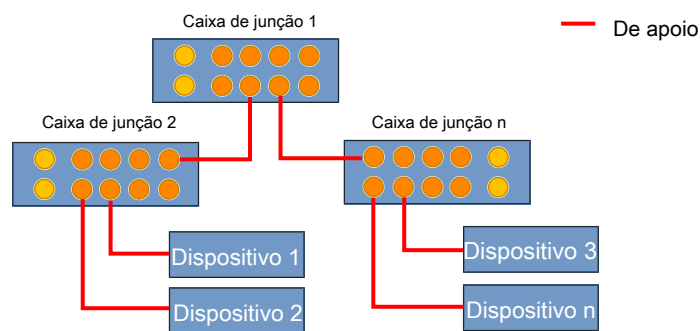 Caixa de junção 1
De apoio
Caixa de junção 2
Caixa de junção n
Dispositivo 1
Dispositivo 3
Dispositivo 2
Dispositivo n